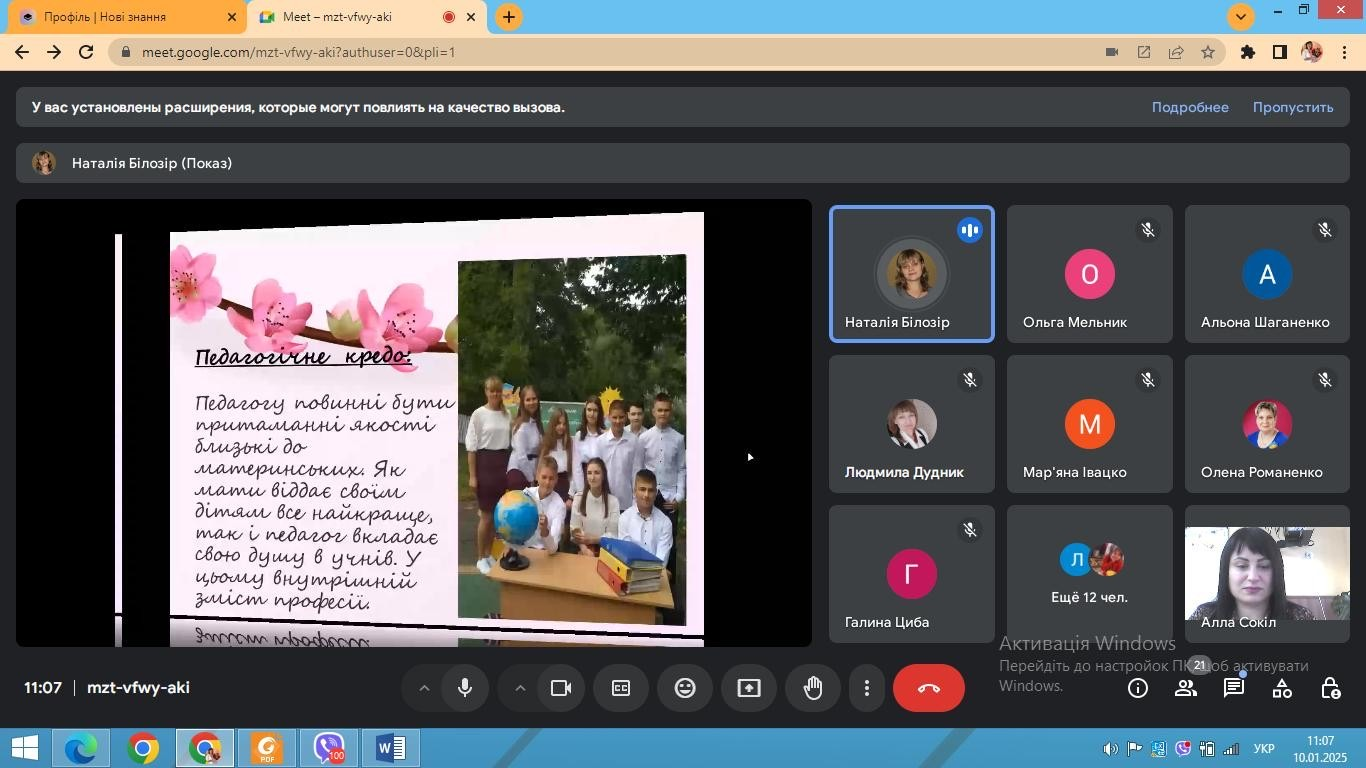 Профіль | Нові знання
Meet – mzt-vfwy-aki
meet.google.com/mzt-vfwy-aki?authuser=0&pli=1
У вас установлены расширения, которые могут повлиять на качество вызова.
Подробнее
Пропустить
Наталія Білозір (Показ)
Педагогічне кредо:
Педагогу повинні бути
притаманні якості
близькі до
материнських. Як
мати віддає своїм
дітям все найкраще,
так і педагог вкладає
свою душу в учнів. У
цьому внутрішній
зміст професії.
Наталія Білозір
О
Ольга Мельник
А
Альона Шаганенко
Людмила Дудник
М
Мар'яна Івацко
Олена Романенко
Г
Галина Циба
Л
Ещё 12 чел.
Алла Сокіл
Активація Windows
Перейдіть до настройок ПК, щоб активувати
Windows.
21
11:07
mzt-vfwy-aki
PDF
100
W
УКР
11:07
10.01.2025